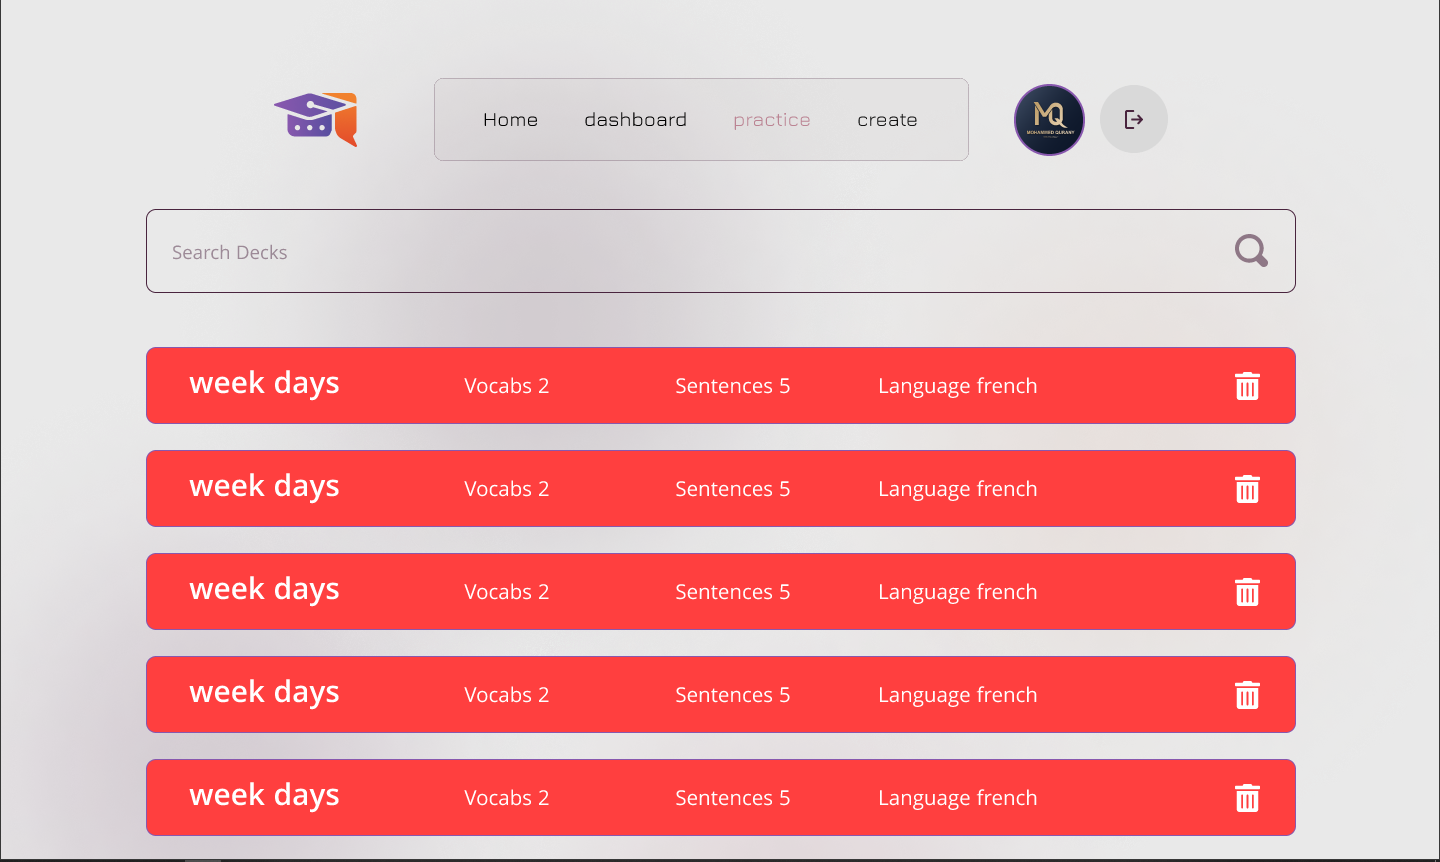 Home dashboard practice create
MQ
MOHAMMED QURANY
Search Decks
week days Vocabs 2 Sentences 5 Language french
week days Vocabs 2 Sentences 5 Language french
week days Vocabs 2 Sentences 5 Language french
week days Vocabs 2 Sentences 5 Language french
week days Vocabs 2 Sentences 5 Language french